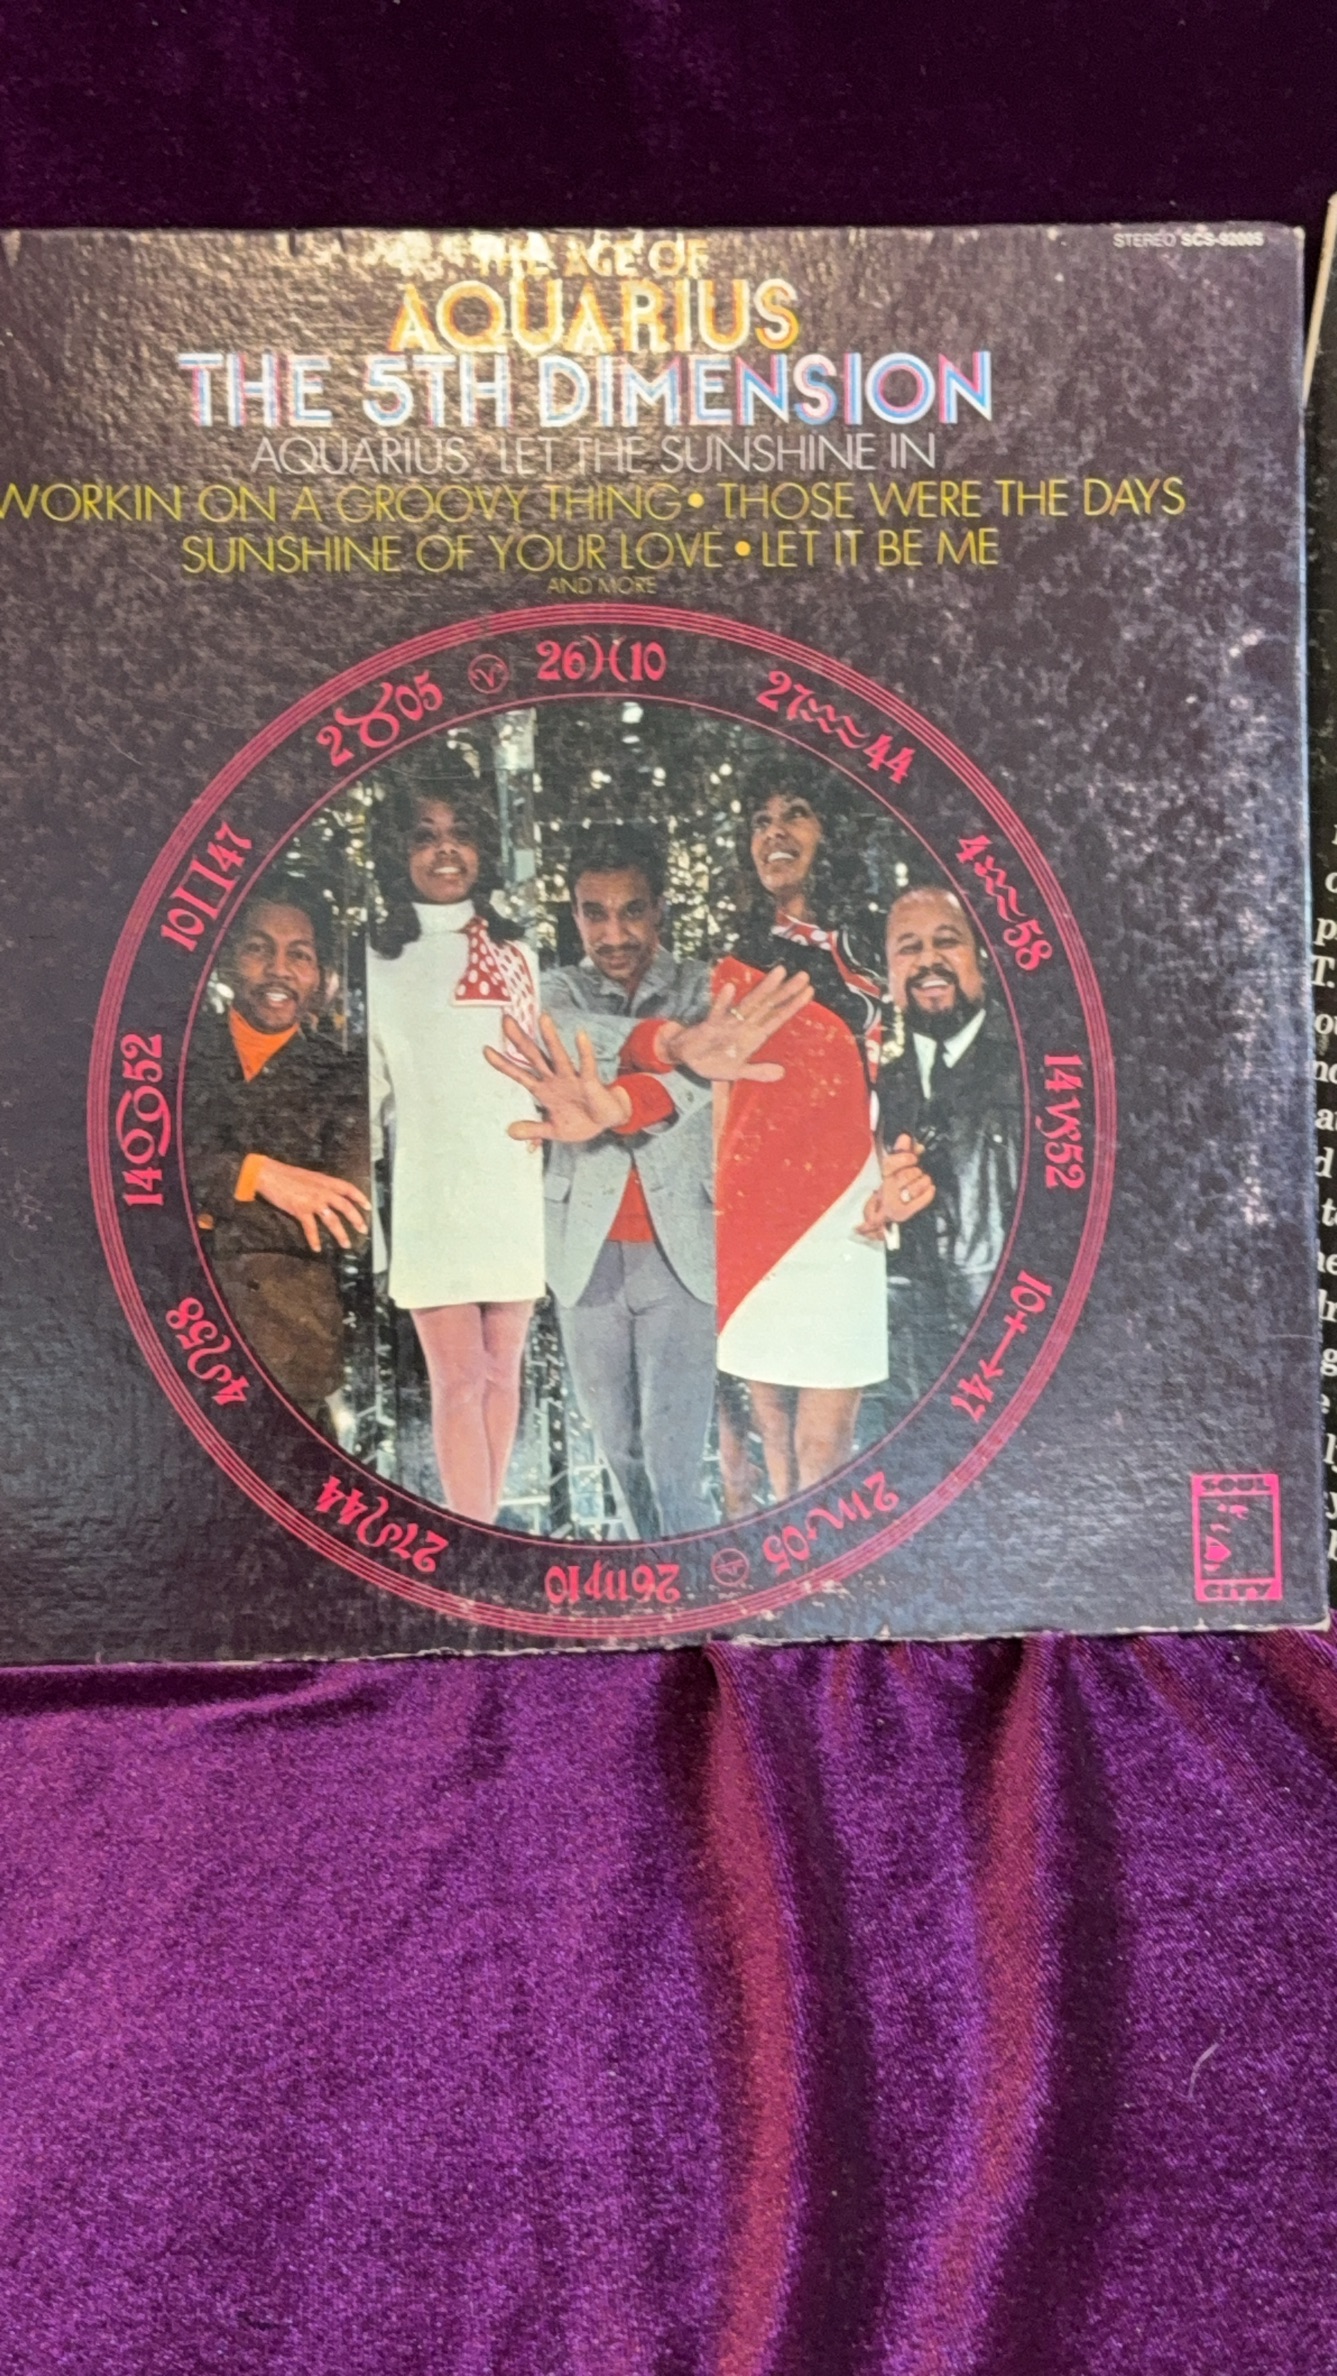 STEREO SCS-92005
THE AGE OF
AQUARIUS
THE 5TH DIMENSION
AQUARIUS/LET THE SUNSHINE IN
WORKIN' ON A GROOVY THING • THOSE WERE THE DAYS
SUNSHINE OF YOUR LOVE • LET IT BE ME
AND MORE
26♓10
27♒44
4♒58
14♑52
10♐47
2♏05
26♍10
27♌44
4♌58
14♋52
10♊47
2♉05